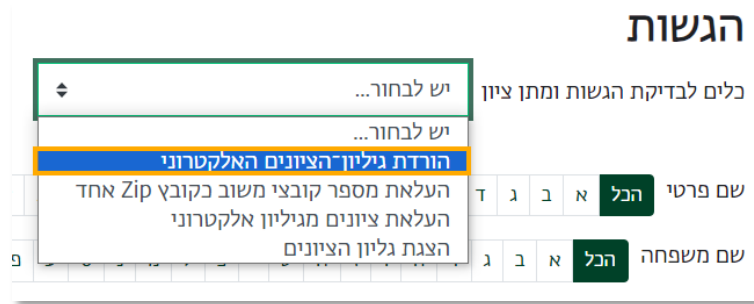 הגשות
כלים לבדיקת הגשות ומתן ציון יש לבחור...
יש לבחור...
הורדת גיליון־הציונים האלקטרוני
העלאת מספר קובצי משוב כקובץ Zip אחד
העלאת ציונים מגיליון אלקטרוני
הצגת גליון הציונים
שם פרטי הכל א ב ג ד
שם משפחה הכל א ב ג